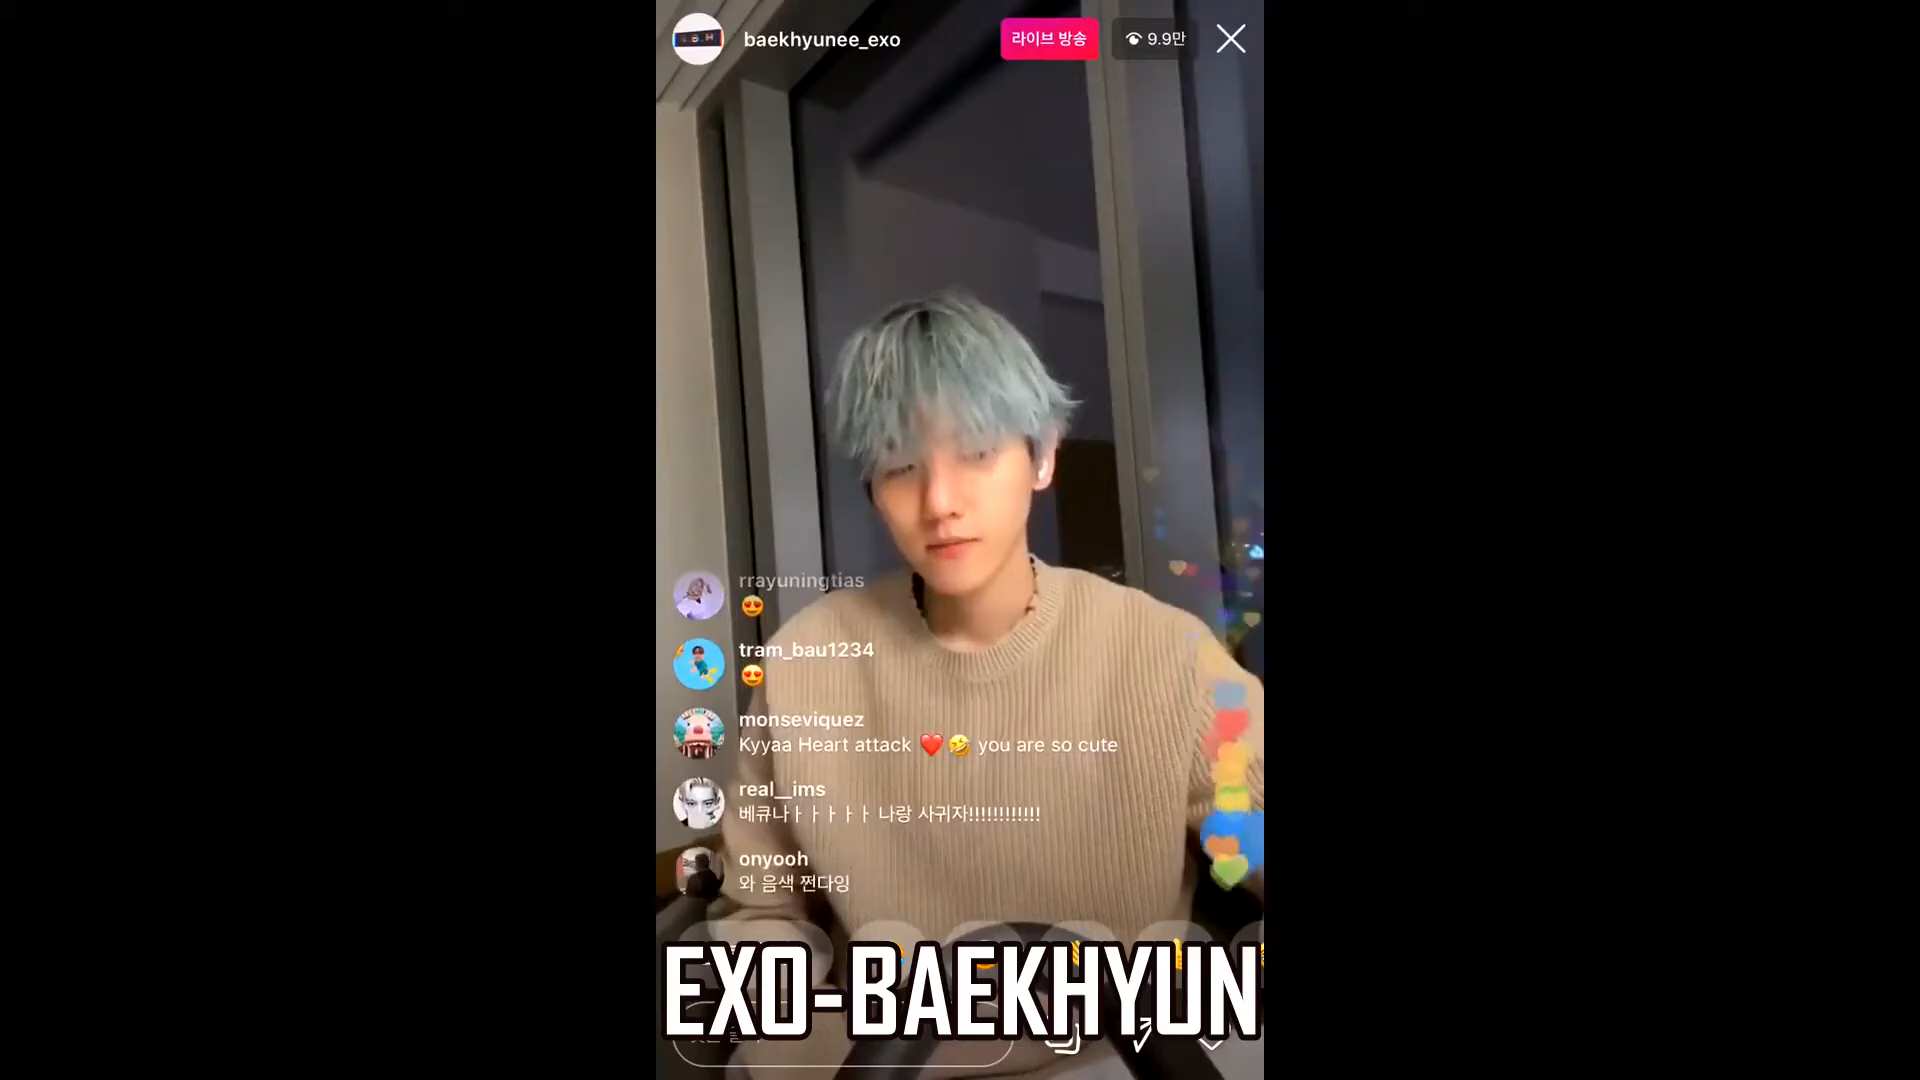 baekhyunee_exo
라이브 방송
9.9만
rrayuningtias
😍
tram_bau1234
😍
monseviquez
Kyyaa Heart attack ❤️🤣 you are so cute
real__ims
베큐나ㅏㅏㅏㅏㅏ 나랑 사귀자!!!!!!!!!!!!
onyooh
와 음색 쩐다잉
EXO-BAEKHYUN